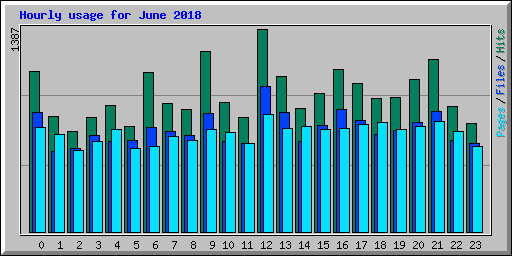 Hourly usage for June 2018
1387
Pages / Files / Hits
0 1 2 3 4 5 6 7 8 9 10 11 12 13 14 15 16 17 18 19 20 21 22 23